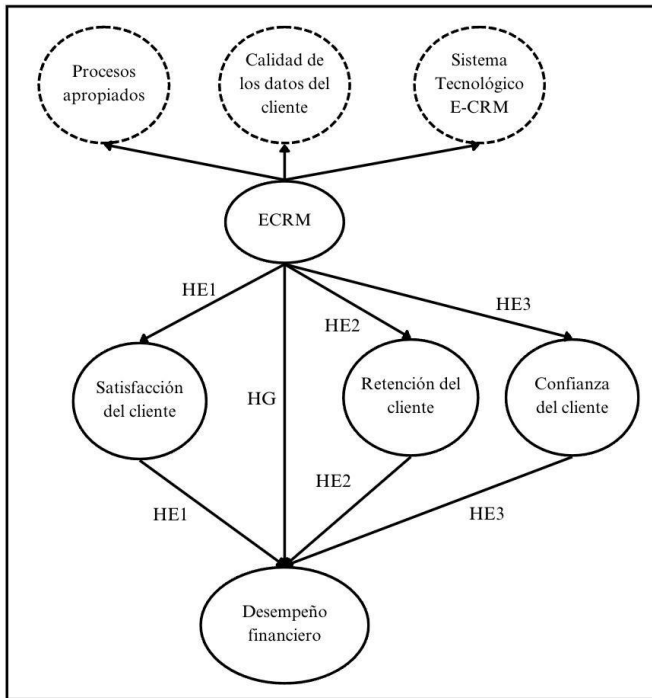 Procesos
apropiados
Calidad de
los datos del
cliente
Sistema
Tecnológico
E-CRM
ECRM
HE1
HE2
HE3
Satisfacción
del cliente
HG
Retención del
cliente
Confianza
del cliente
HE1
HE2
HE3
Desempeño
financiero